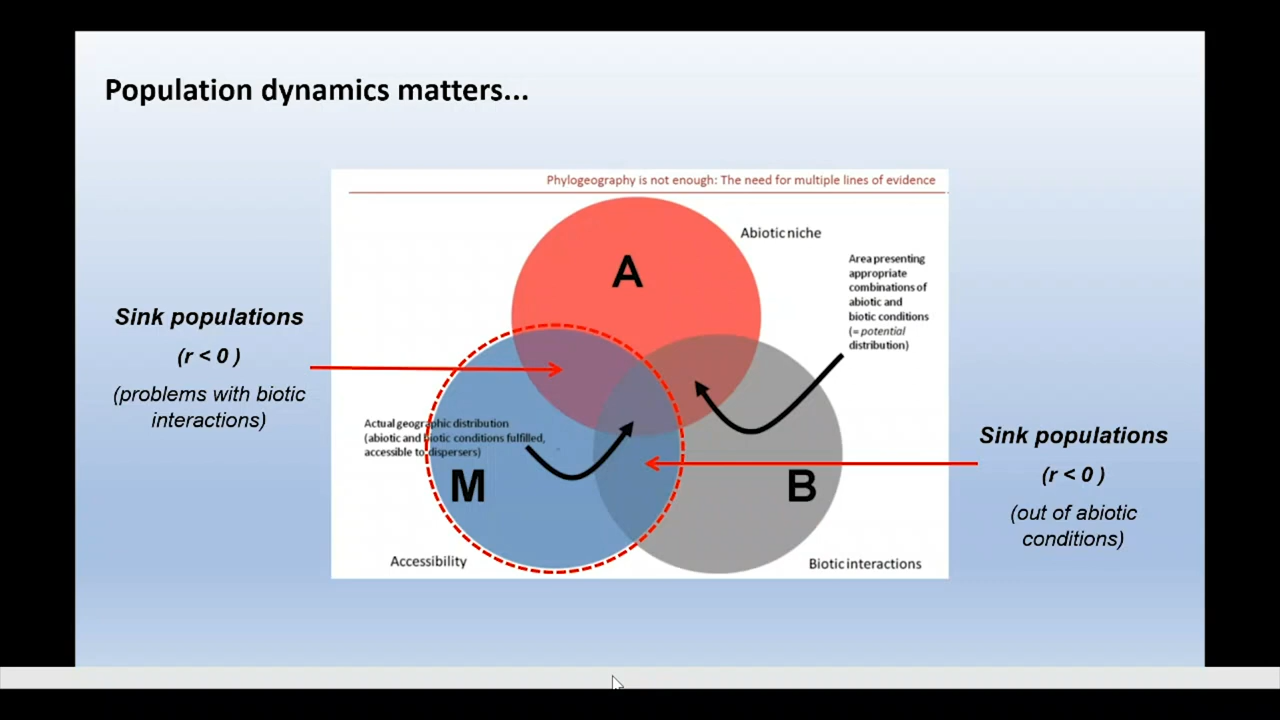 Population dynamics matters...
Phylogeography is not enough: The need for multiple lines of evidence
Abiotic niche
A
Area presenting
appropriate
combinations of
abiotic and
biotic conditions
(= potential
distribution)
Sink populations
(r < 0 )
(problems with biotic
interactions)
Actual geographic distribution
(abiotic and biotic conditions fulfilled,
accessible to dispersers)
M
B
Sink populations
(r < 0 )
(out of abiotic
conditions)
Accessibility
Biotic interactions